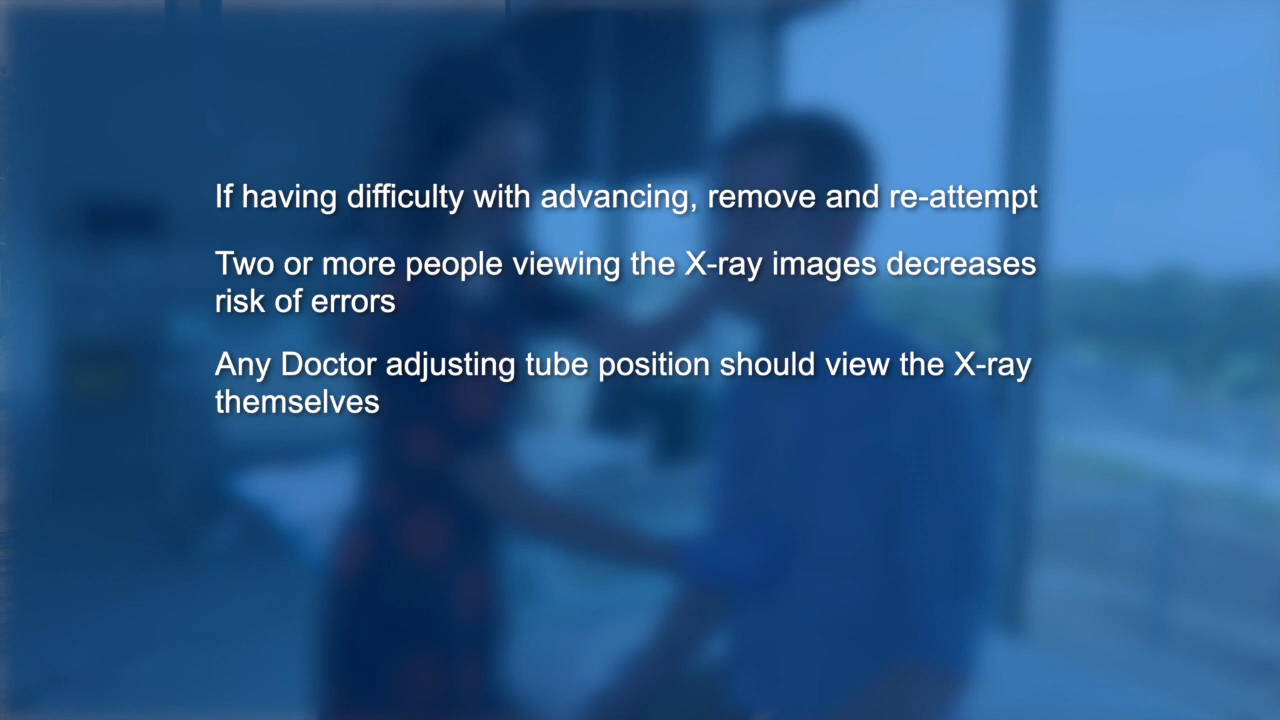 If having difficulty with advancing, remove and re-attempt
Two or more people viewing the X-ray images decreases
risk of errors
Any Doctor adjusting tube position should view the X-ray
themselves